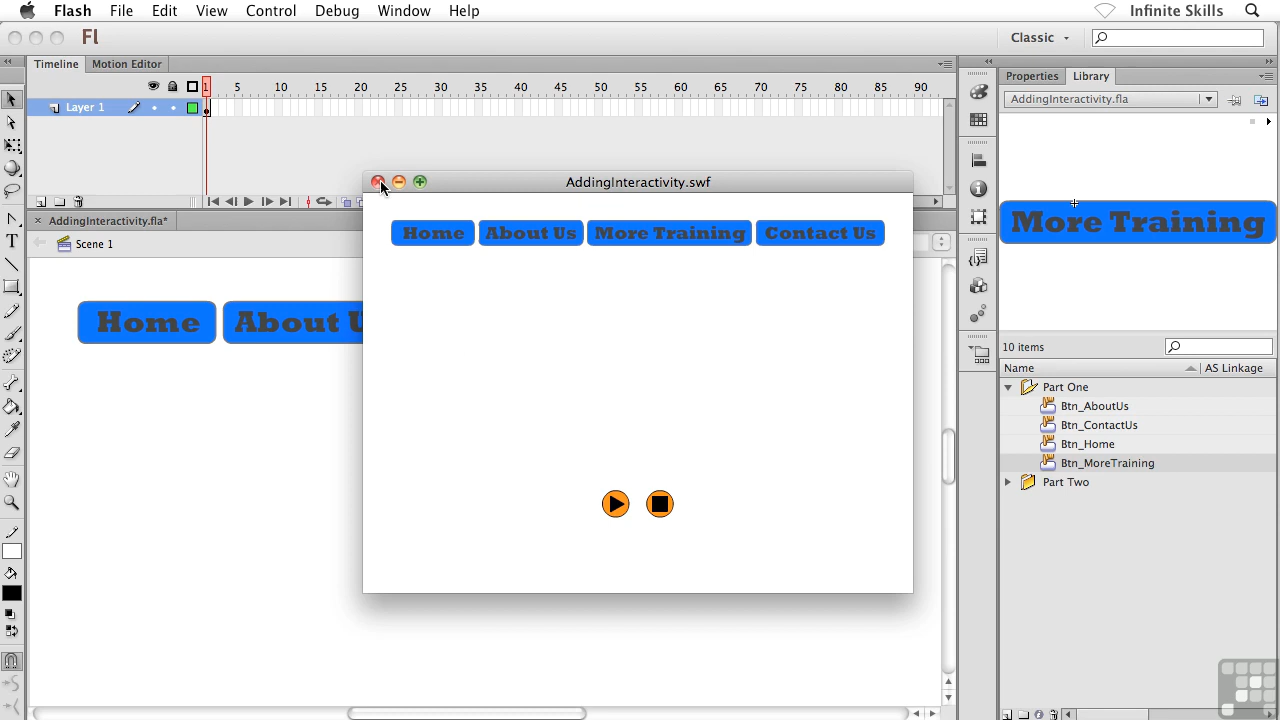 Flash File Edit View Control Debug Window Help Infinite Skills
Fl Classic
Timeline Motion Editor Properties Library
1 5 10 15 20 25 30 35 40 45 50 55 60 65 70 75 80 85 90
AddingInteractivity.fla
Layer 1
AddingInteractivity.swf
AddingInteractivity.fla*
Scene 1
Home About Us More Training Contact Us
More Training
Home About U
10 items
Name AS Linkage
Part One
Btn_AboutUs
Btn_ContactUs
Btn_Home
Btn_MoreTraining
Part Two